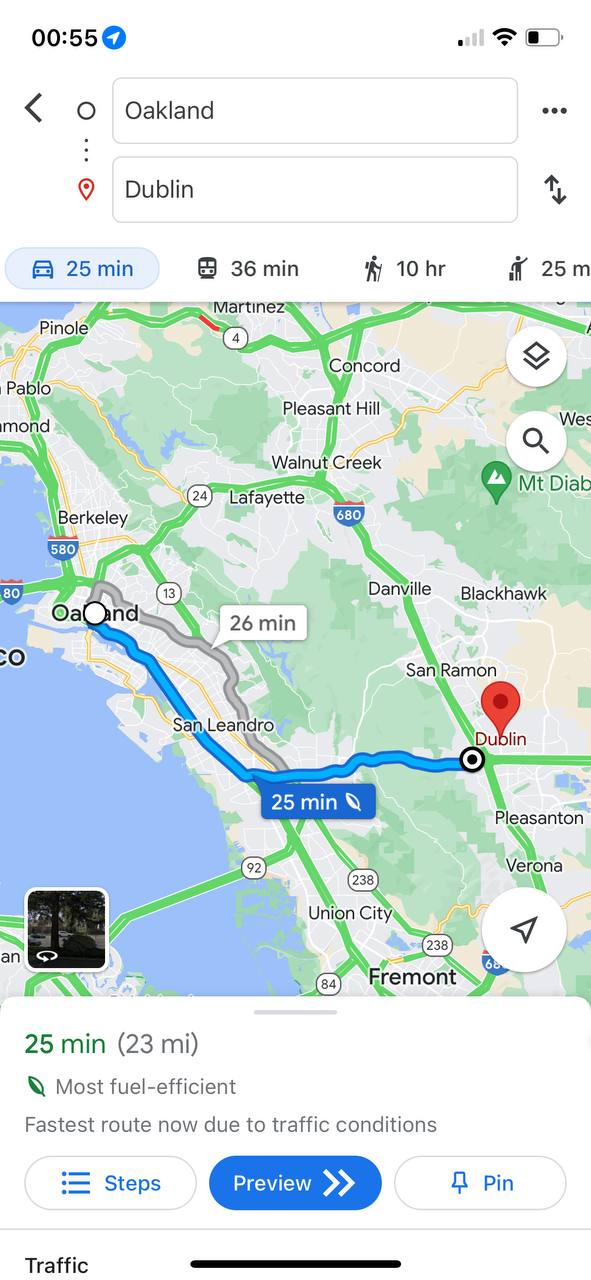 00:55
Oakland
Dublin
25 min
36 min
10 hr
25 m
Martinez
Pinole
4
Concord
Pablo
Pleasant Hill
Wes
mond
Walnut Creek
Mt Diab
24
Lafayette
680
Berkeley
580
80
13
Danville
Blackhawk
Oakland
26 min
CO
San Ramon
San Leandro
Dublin
25 min
Pleasanton
92
Verona
238
Union City
238
an
Fremont
68
84
25 min (23 mi)
Most fuel-efficient
Fastest route now due to traffic conditions
Steps
Preview
Pin
Traffic